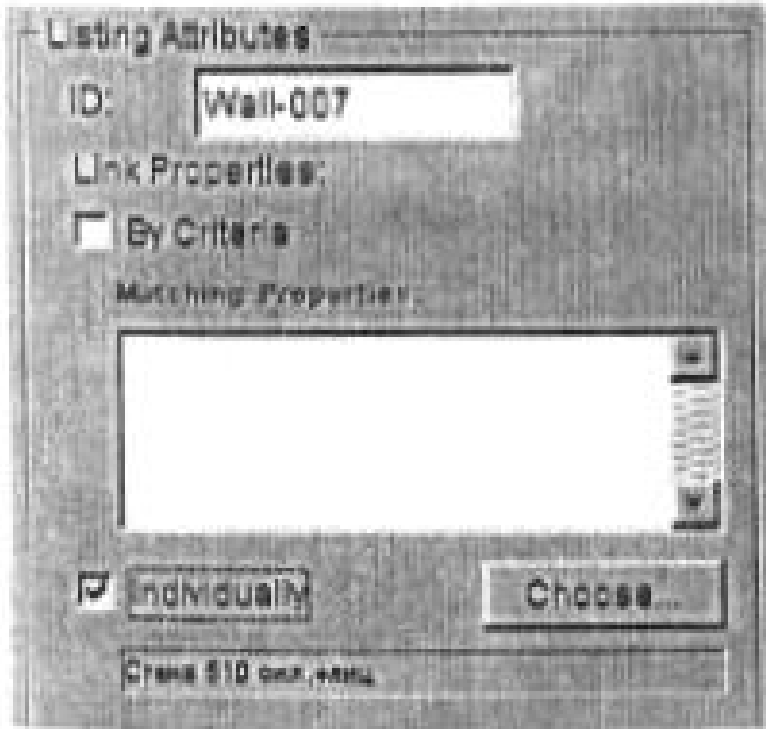 Listing Attributes
ID: Wall-007
Link Properties:
By Criteria
Matching Properties:
Individually Choose...
Стена 510